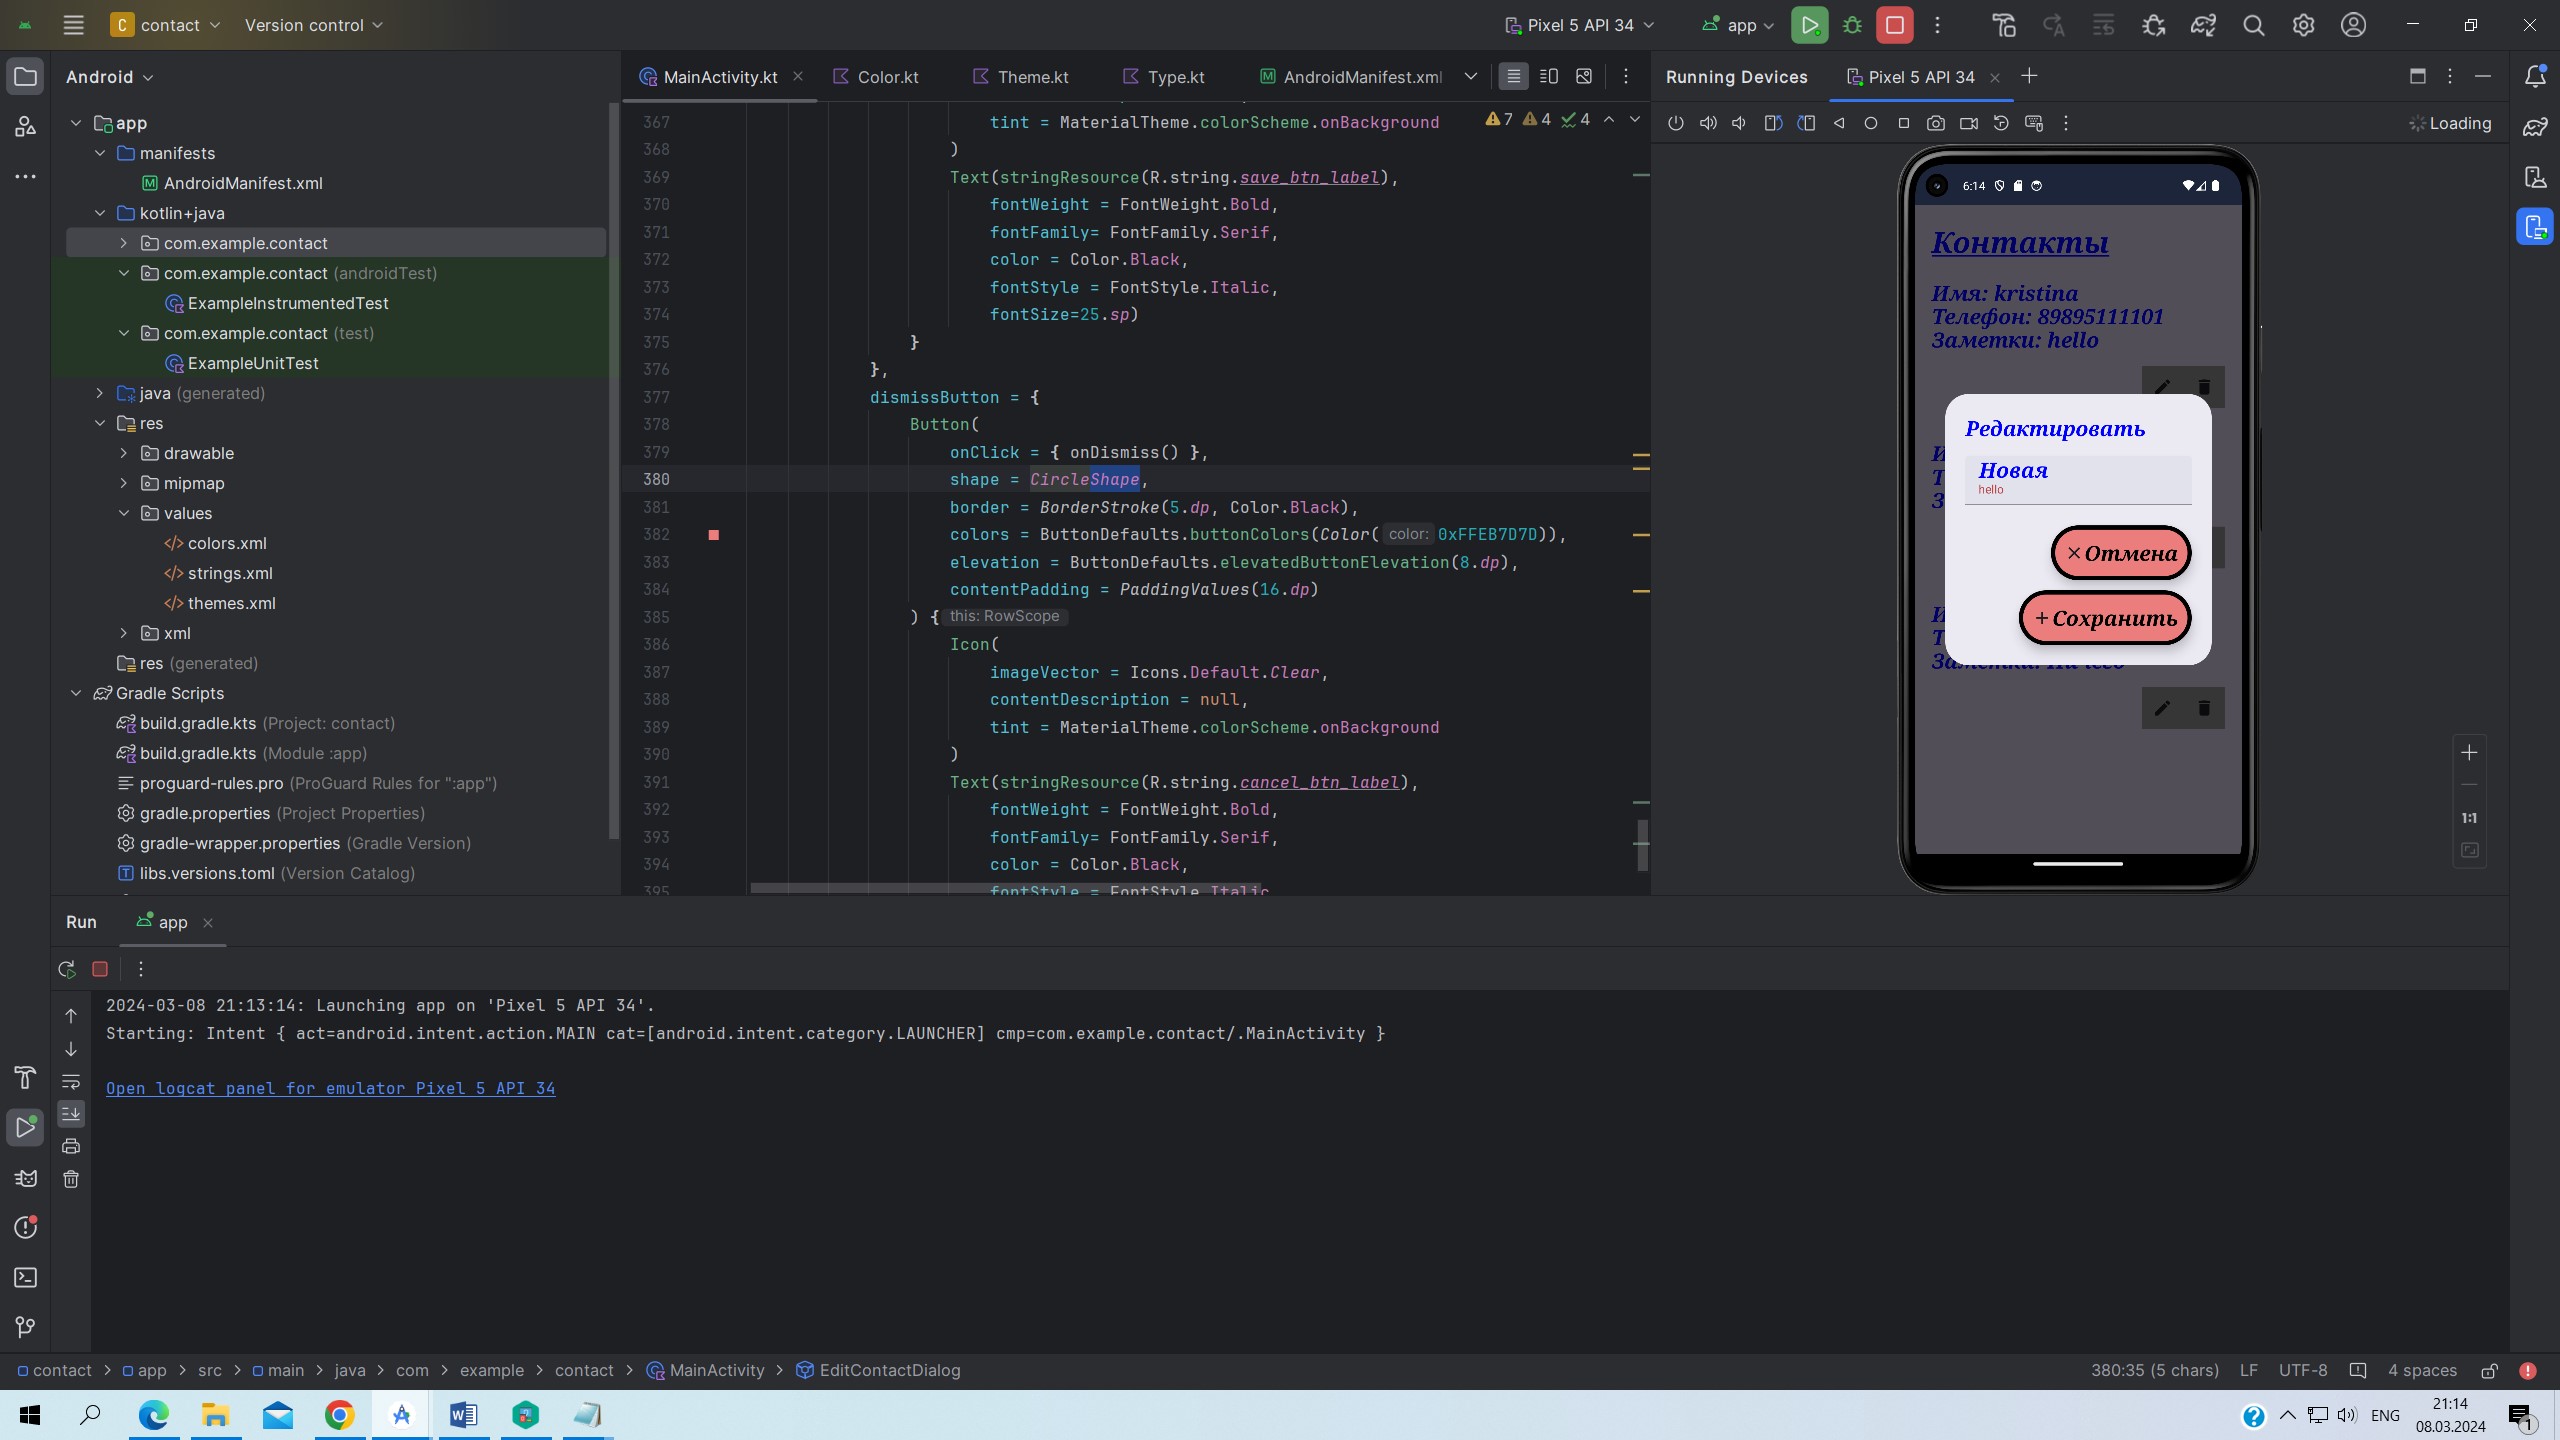 C contact Version control Pixel 5 API 34 app
Android
app
manifests
AndroidManifest.xml
kotlin+java
com.example.contact
com.example.contact (androidTest)
ExampleInstrumentedTest
com.example.contact (test)
ExampleUnitTest
java (generated)
res
drawable
mipmap
values
colors.xml
strings.xml
themes.xml
xml
res (generated)
Gradle Scripts
build.gradle.kts (Project: contact)
build.gradle.kts (Module :app)
proguard-rules.pro (ProGuard Rules for ":app")
gradle.properties (Project Properties)
gradle-wrapper.properties (Gradle Version)
libs.versions.toml (Version Catalog)
MainActivity.kt Color.kt Theme.kt Type.kt AndroidManifest.xml
7 4 4
367 tint = MaterialTheme.colorScheme.onBackground
368 )
369 Text(stringResource(R.string.save_btn_label),
370 fontWeight = FontWeight.Bold,
371 fontFamily= FontFamily.Serif,
372 color = Color.Black,
373 fontStyle = FontStyle.Italic,
374 fontSize=25.sp)
375 }
376 },
377 dismissButton = {
378 Button(
379 onClick = { onDismiss() },
380 shape = CircleShape,
381 border = BorderStroke(5.dp, Color.Black),
382 colors = ButtonDefaults.buttonColors(Color( color: 0xFFEB7D7D)),
383 elevation = ButtonDefaults.elevatedButtonElevation(8.dp),
384 contentPadding = PaddingValues(16.dp)
385 ) { this: RowScope
386 Icon(
387 imageVector = Icons.Default.Clear,
388 contentDescription = null,
389 tint = MaterialTheme.colorScheme.onBackground
390 )
391 Text(stringResource(R.string.cancel_btn_label),
392 fontWeight = FontWeight.Bold,
393 fontFamily= FontFamily.Serif,
394 color = Color.Black,
395 fontStyle = FontStyle.Italic
Running Devices Pixel 5 API 34
Loading
6:14
Контакты
Имя: kristina
Телефон: 89895111101
Заметки: hello
Редактировать
Новая
hello
Отмена
Сохранить
1:1
Run app
2024-03-08 21:13:14: Launching app on 'Pixel 5 API 34'.
Starting: Intent { act=android.intent.action.MAIN cat=[android.intent.category.LAUNCHER] cmp=com.example.contact/.MainActivity }
Open logcat panel for emulator Pixel 5 API 34
contact > app > src > main > java > com > example > contact > MainActivity > EditContactDialog
380:35 (5 chars) LF UTF-8 4 spaces
ENG
21:14
08.03.2024
1